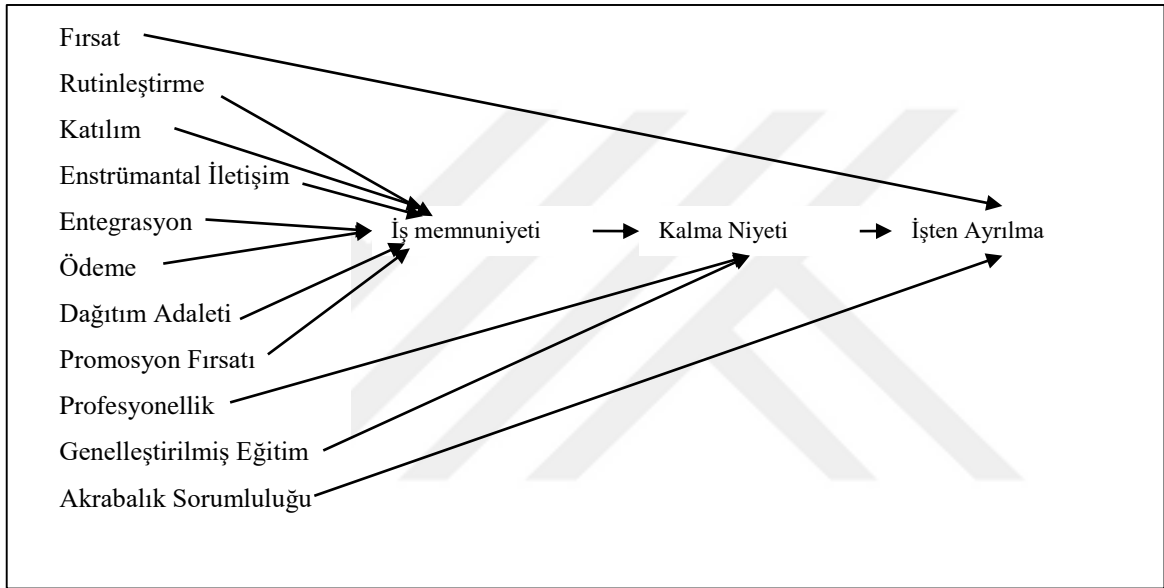 Fırsat
Rutinleştirme
Katılım
Enstrümantal İletişim
Entegrasyon
İş memnuniyeti Kalma Niyeti İşten Ayrılma
Ödeme
Dağıtım Adaleti
Promosyon Fırsatı
Profesyonellik
Genelleştirilmiş Eğitim
Akrabalık Sorumluluğu